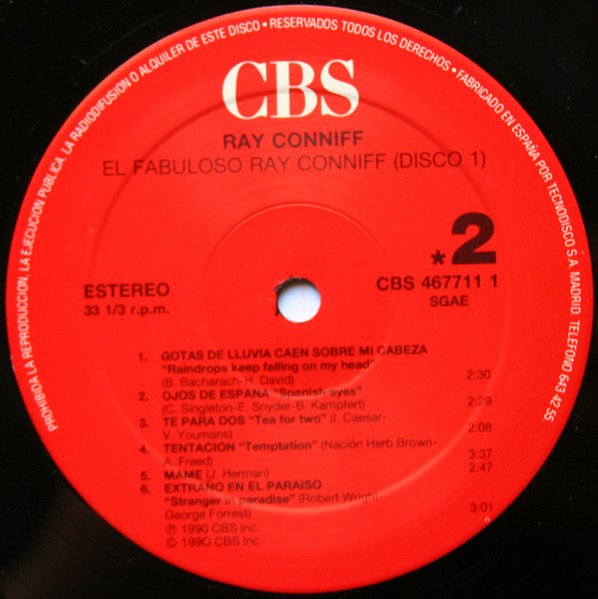 PROHIBIDA LA REPRODUCCION, LA EJECUCION PUBLICA, LA RADIODIFUSION O ALQUILER DE ESTE DISCO • RESERVADOS TODOS LOS DERECHOS • FABRICADO EN ESPAÑA POR TECNODISCO S.A. MADRID. TELEFONO 643 42 55.
CBS
RAY CONNIFF
EL FABULOSO RAY CONNIFF (DISCO 1)
*2
ESTEREO
33 1/3 r.p.m.
CBS 467711 1
SGAE
1. GOTAS DE LLUVIA CAEN SOBRE MI CABEZA
"Raindrops keep falling on my head"
(B. Bacharach-H. David) 2:30
2. OJOS DE ESPAÑA "Spanish eyes"
(C. Singleton-E. Snyder-B. Kampfert) 2:29
3. TE PARA DOS "Tea for two" (I. Caesar-
V. Youmans) 2:08
4. TENTACION "Temptation" (Nación Herb Brown-
A. Freed) 3:37
5. MAME (J. Herman) 2:47
6. EXTRAÑO EN EL PARAISO
"Stranger in paradise" (Robert Wright-
George Forrest) 3:01
℗ 1990 CBS Inc.
© 1990 CBS Inc.